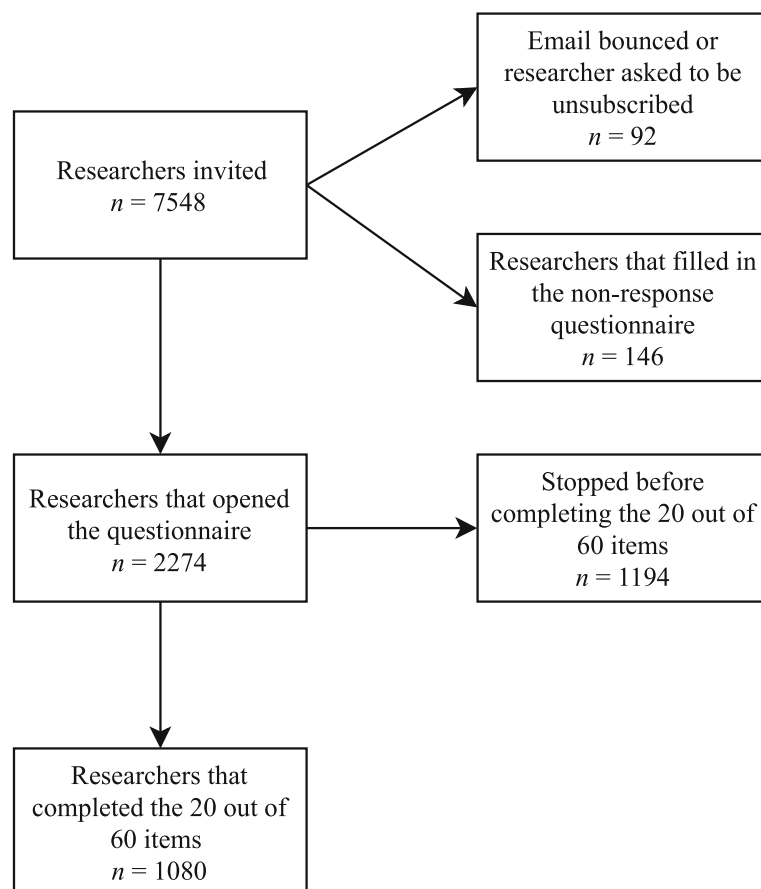 Email bounced or
researcher asked to be
unsubscribed
n = 92
Researchers invited
n = 7548
Researchers that filled in
the non-response
questionnaire
n = 146
Researchers that opened
the questionnaire
n = 2274
Stopped before
completing the 20 out of
60 items
n = 1194
Researchers that
completed the 20 out of
60 items
n = 1080